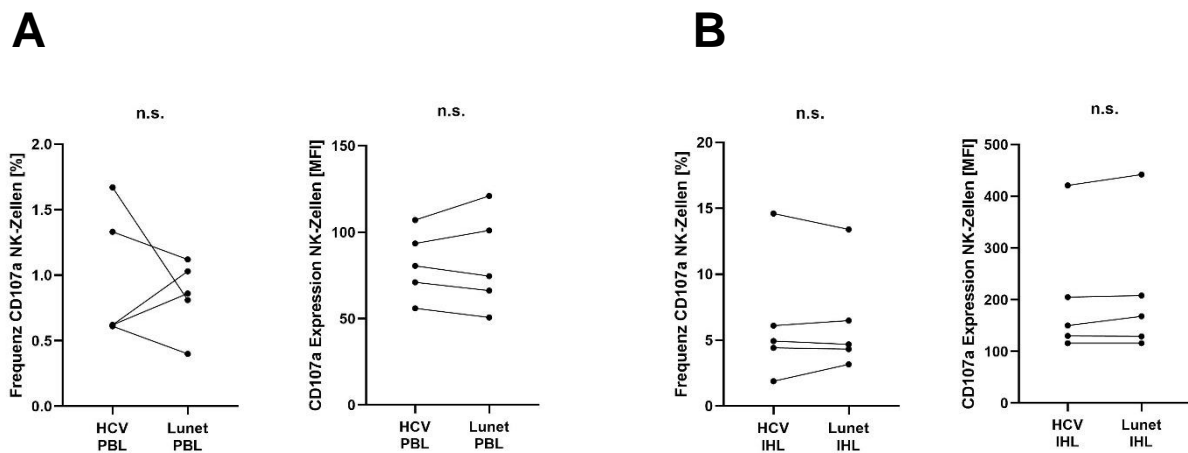 A
B
n.s.
Frequenz CD107a NK-Zellen [%]
2.0
1.5
1.0
0.5
0.0
HCV
PBL
Lunet
PBL
n.s.
CD107a Expression NK-Zellen [MFI]
150
100
50
0
HCV
PBL
Lunet
PBL
n.s.
Frequenz CD107a NK-Zellen [%]
20
15
10
5
0
HCV
IHL
Lunet
IHL
n.s.
CD107a Expression NK-Zellen [MFI]
500
400
300
200
100
0
HCV
IHL
Lunet
IHL